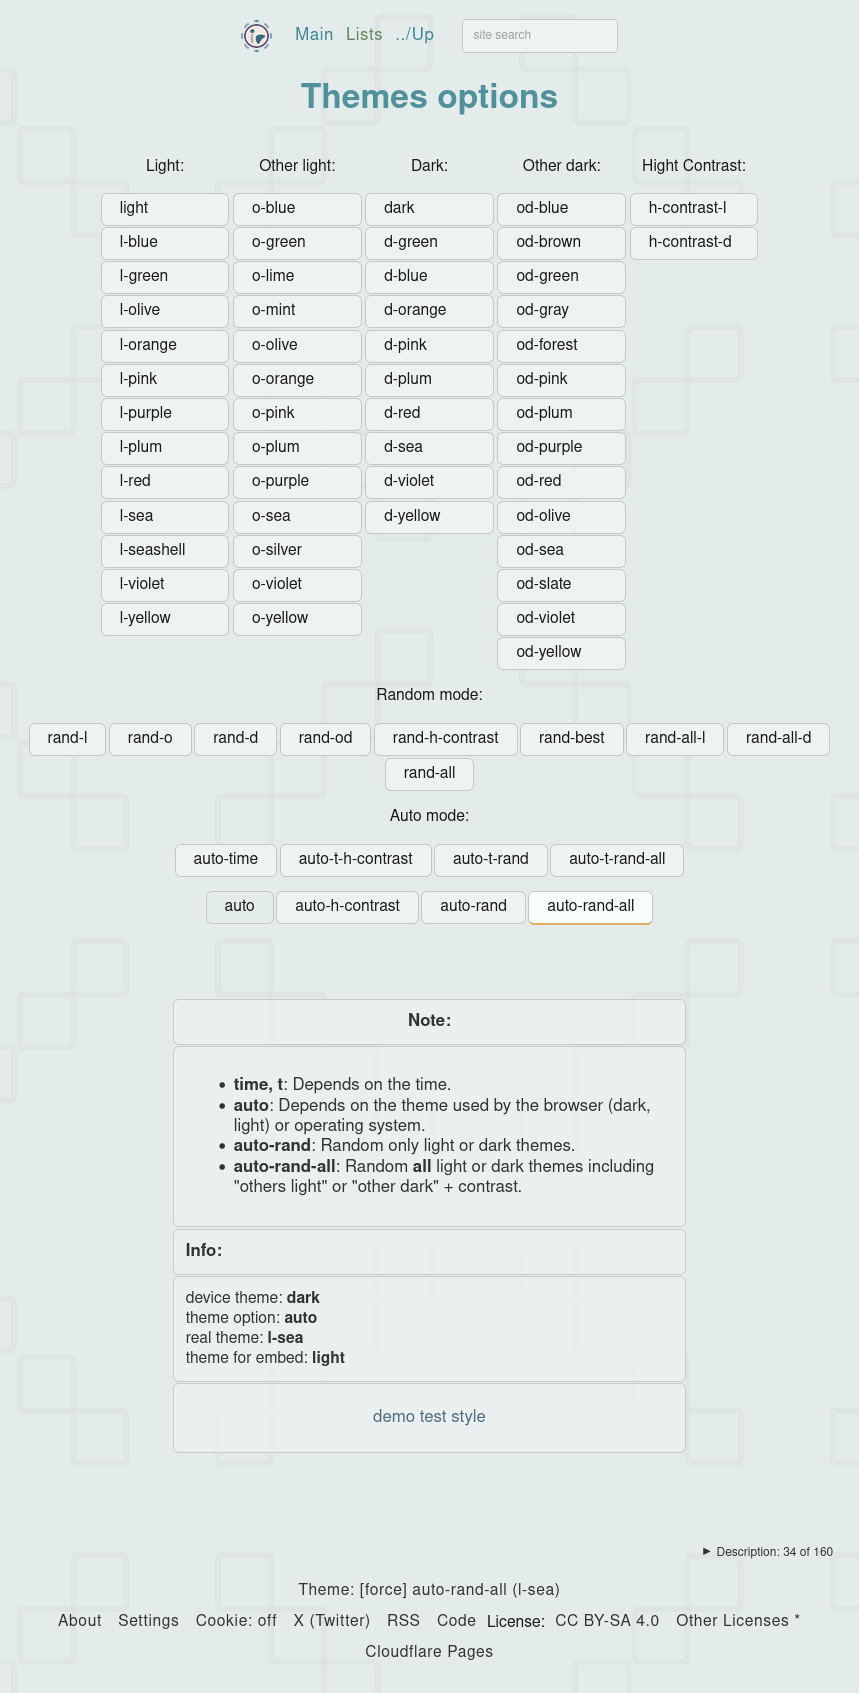 Main Lists ../Up site search
Themes options
Light: Other light: Dark: Other dark: Hight Contrast:
light o-blue dark od-blue h-contrast-l
l-blue o-green d-green od-brown h-contrast-d
l-green o-lime d-blue od-green
l-olive o-mint d-orange od-gray
l-orange o-olive d-pink od-forest
l-pink o-orange d-plum od-pink
l-purple o-pink d-red od-plum
l-plum o-plum d-sea od-purple
l-red o-purple d-violet od-red
l-sea o-sea d-yellow od-olive
l-seashell o-silver od-sea
l-violet o-violet od-slate
l-yellow o-yellow od-violet
od-yellow
Random mode:
rand-l rand-o rand-d rand-od rand-h-contrast rand-best rand-all-l rand-all-d
rand-all
Auto mode:
auto-time auto-t-h-contrast auto-t-rand auto-t-rand-all
auto auto-h-contrast auto-rand auto-rand-all
Note:
• time, t: Depends on the time.
• auto: Depends on the theme used by the browser (dark,
light) or operating system.
• auto-rand: Random only light or dark themes.
• auto-rand-all: Random all light or dark themes including
"others light" or "other dark" + contrast.
Info:
device theme: dark
theme option: auto
real theme: l-sea
theme for embed: light
demo test style
► Description: 34 of 160
Theme: [force] auto-rand-all (l-sea)
About Settings Cookie: off X (Twitter) RSS Code License: CC BY-SA 4.0 Other Licenses *
Cloudflare Pages